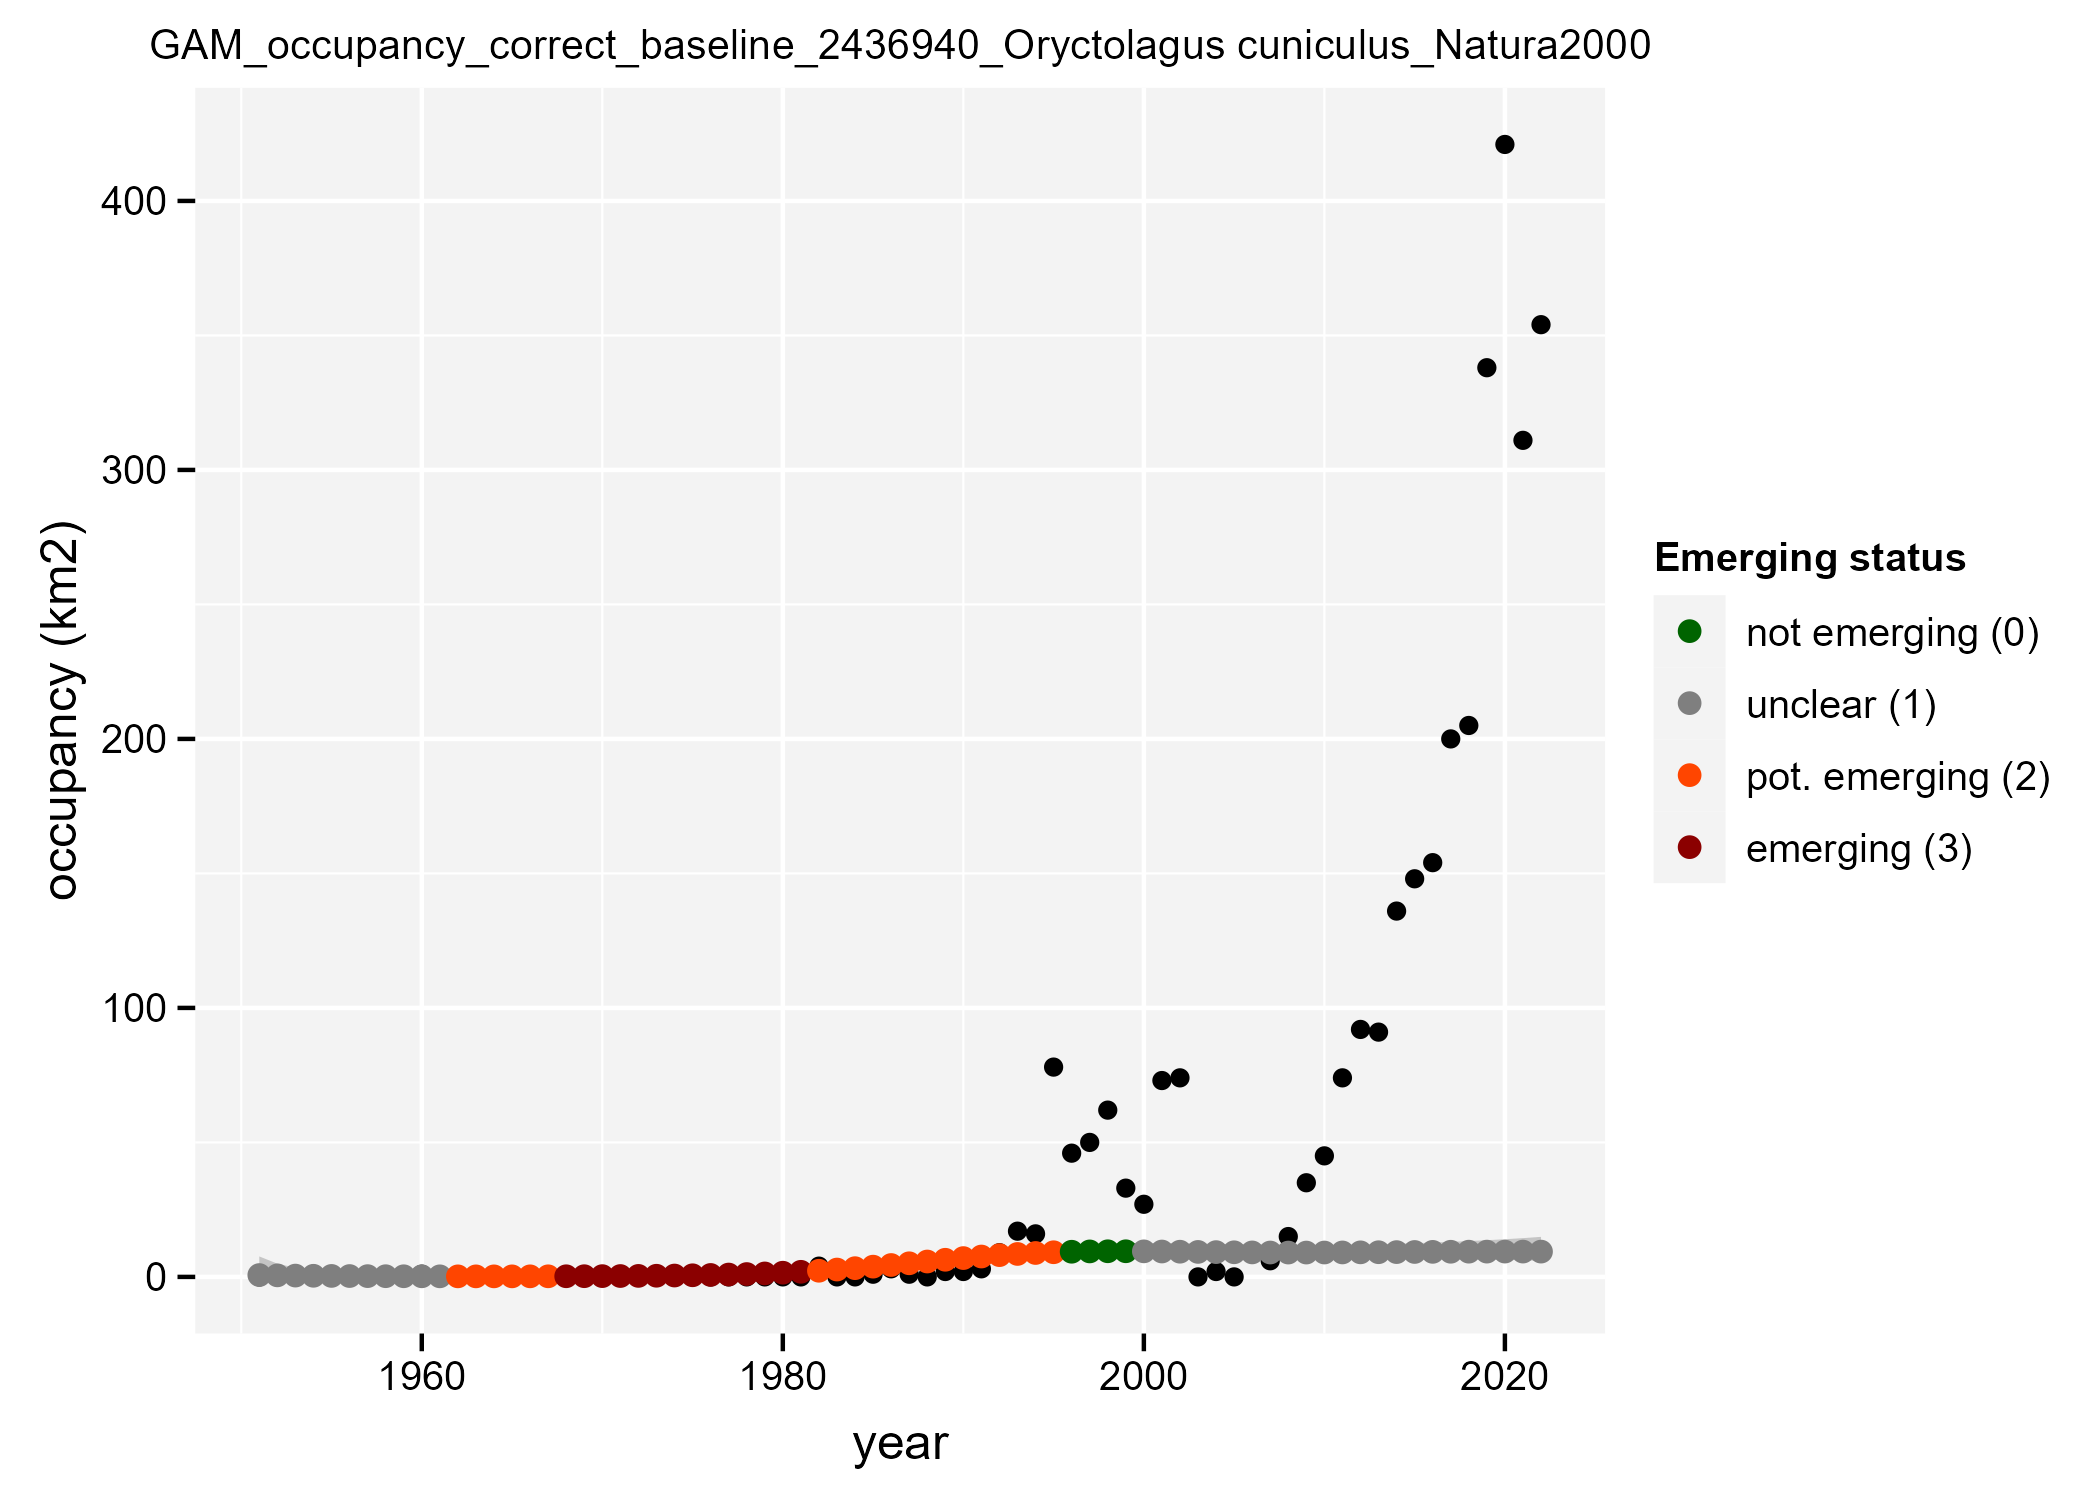 GAM_occupancy_correct_baseline_2436940_Oryctolagus cuniculus_Natura2000
400
300
200
100
0
occupancy (km2)
1960
1980
2000
2020
year
Emerging status
not emerging (0)
unclear (1)
pot. emerging (2)
emerging (3)